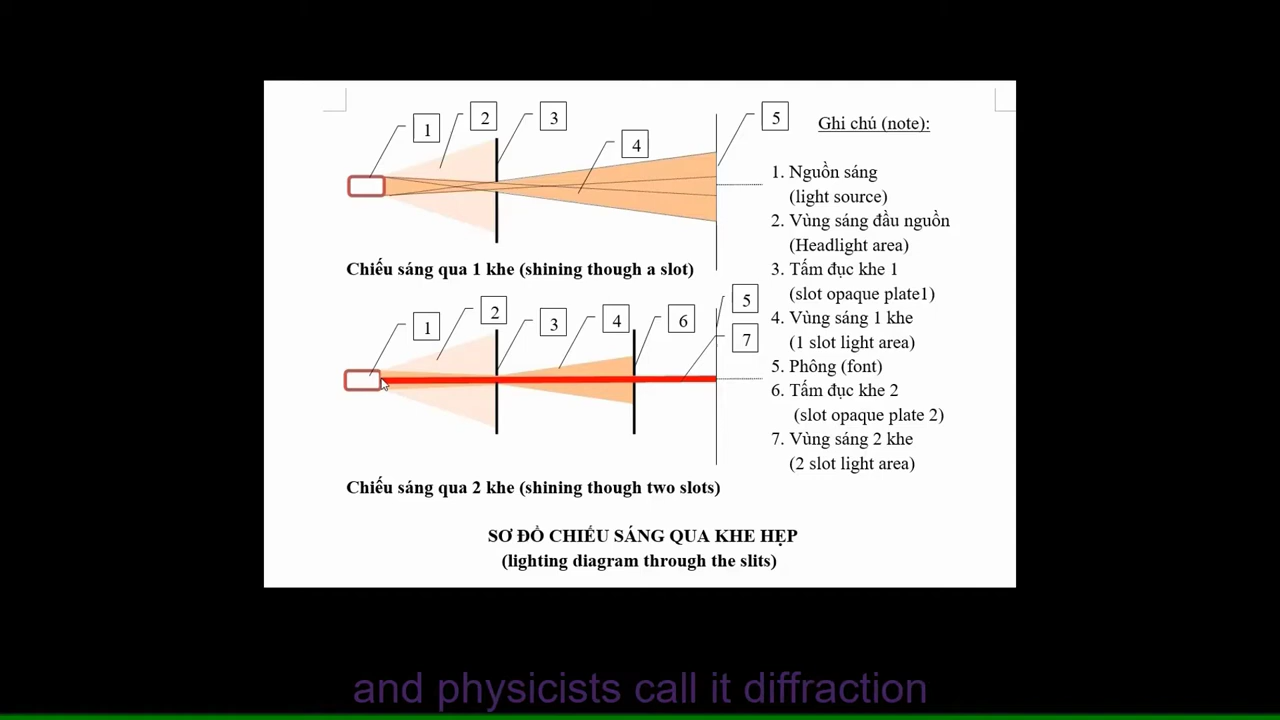 1
2
3
4
5
Chiếu sáng qua 1 khe (shining though a slot)
1
2
3
4
6
5
7
Chiếu sáng qua 2 khe (shining though two slots)
Ghi chú (note):
1. Nguồn sáng
(light source)
2. Vùng sáng đầu nguồn
(Headlight area)
3. Tấm đục khe 1
(slot opaque plate1)
4. Vùng sáng 1 khe
(1 slot light area)
5. Phông (font)
6. Tấm đục khe 2
(slot opaque plate 2)
7. Vùng sáng 2 khe
(2 slot light area)
SƠ ĐỒ CHIẾU SÁNG QUA KHE HẸP
(lighting diagram through the slits)
and physicists call it diffraction